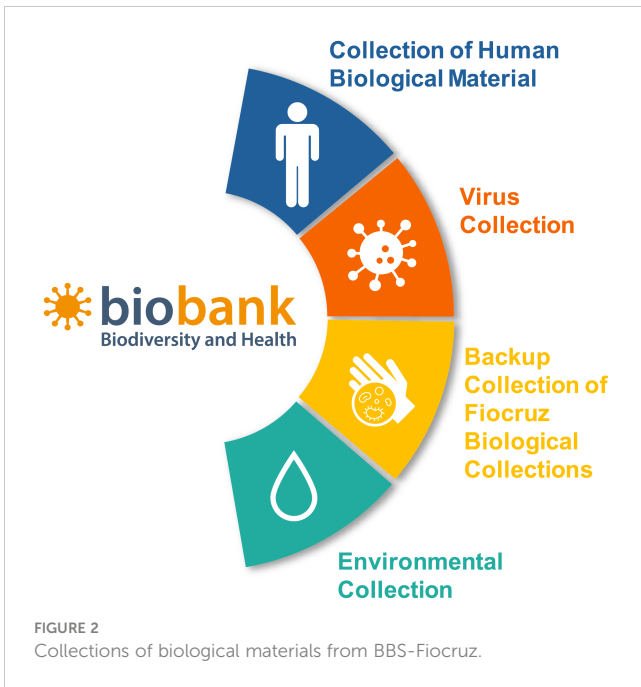 Collection of Human
Biological Material
Virus
Collection
biobank
Biodiversity and Health
Backup
Collection of
Fiocruz
Biological
Collections
Environmental
Collection
FIGURE 2
Collections of biological materials from BBS-Fiocruz.